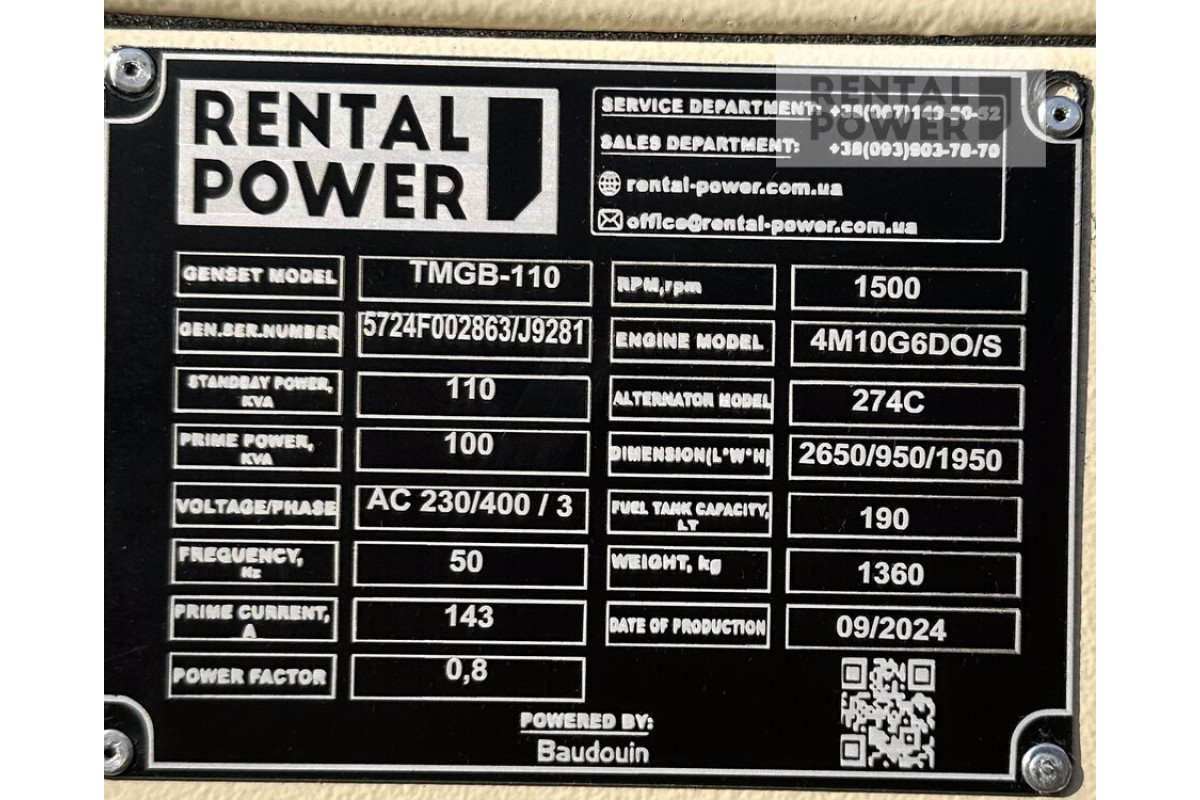 RENTAL
POWER
SERVICE DEPARTMENT:
SALES DEPARTMENT: +38(093)903-78-70
rental-power.com.ua
office@rental-power.com.ua
RENTAL
POWER
GENSET MODEL TMGB-110
GEN.SER.NUMBER 5724F002863/J9281
STANDBAY POWER, 110
KVA
PRIME POWER, 100
KVA
VOLTAGE/PHASE AC 230/400 / 3
FREQUENCY, 50
Hz
PRIME CURRENT, 143
A
POWER FACTOR 0,8
RPM,rpm 1500
ENGINE MODEL 4M10G6DO/S
ALTERNATOR MODEL 274C
DIMENSION(L*W*H) 2650/950/1950
FUEL TANK CAPACITY, 190
LT
WEIGHT, kg 1360
DATE OF PRODUCTION 09/2024
POWERED BY:
Baudouin